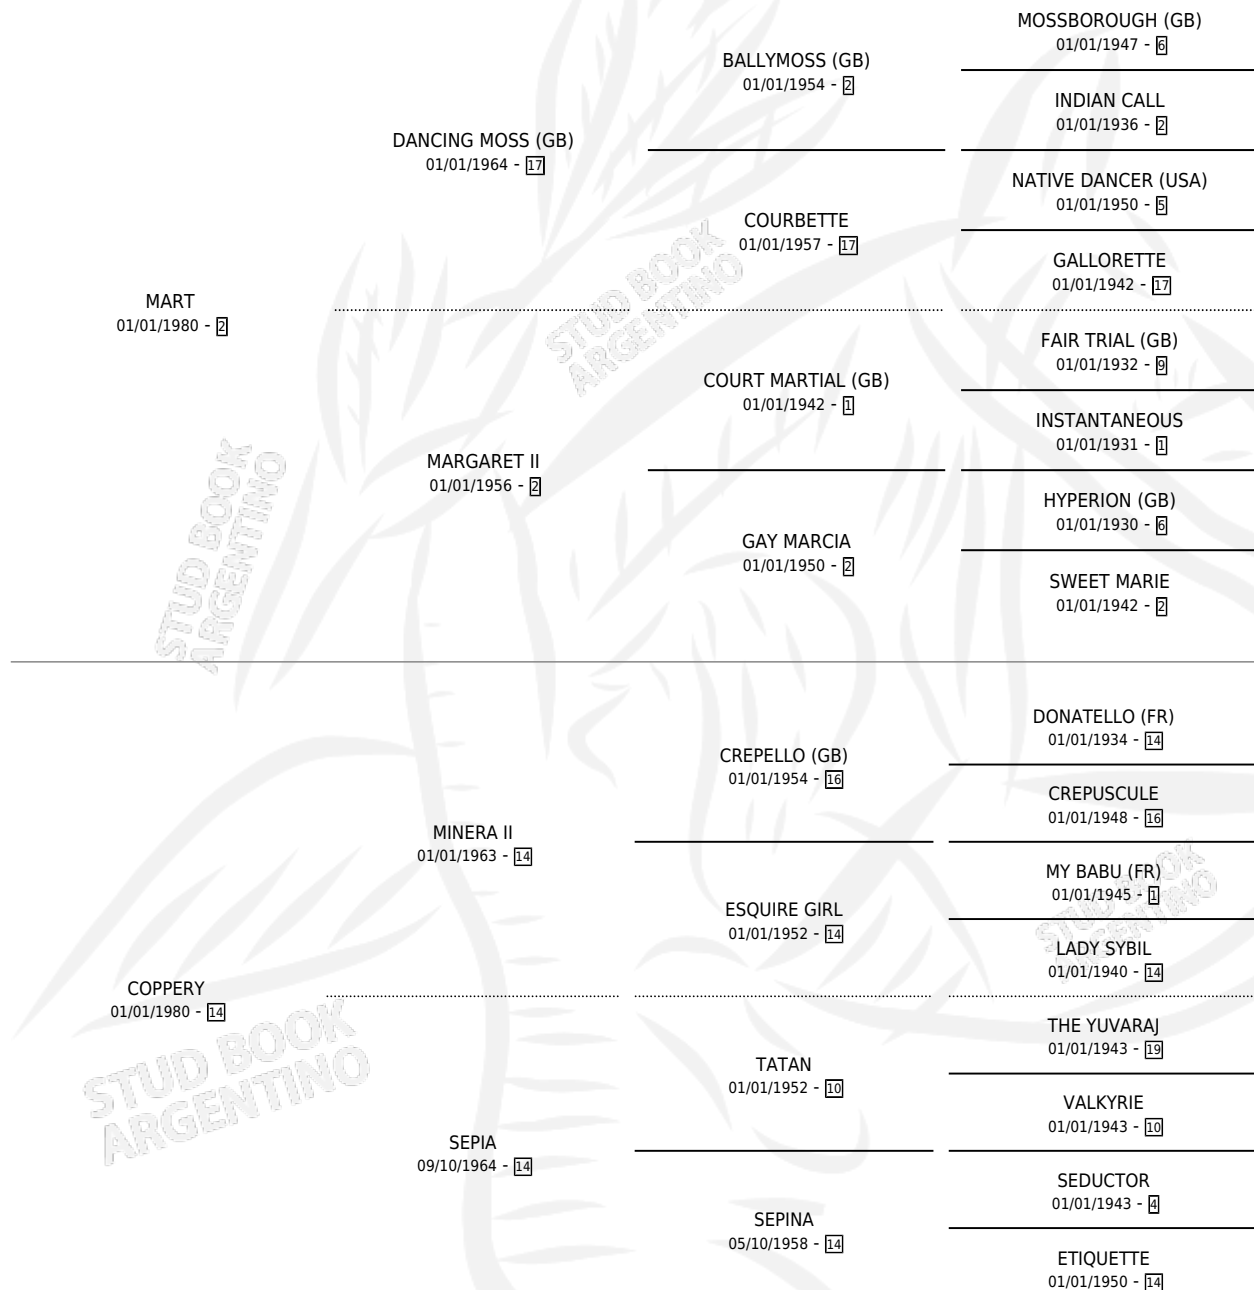 MOSSBOROUGH (GB)
01/01/1947 - 6
BALLYMOSS (GB)
01/01/1954 - 2
INDIAN CALL
01/01/1936 - 2
DANCING MOSS (GB)
01/01/1964 - 17
NATIVE DANCER (USA)
01/01/1950 - 5
COURBETTE
01/01/1957 - 17
GALLORETTE
01/01/1942 - 17
MART
01/01/1980 - 2
STUD BOOK
ARGENTINO
FAIR TRIAL (GB)
01/01/1932 - 9
COURT MARTIAL (GB)
01/01/1942 - 1
INSTANTANEOUS
01/01/1931 - 1
MARGARET II
01/01/1956 - 2
HYPERION (GB)
01/01/1930 - 6
GAY MARCIA
01/01/1950 - 2
SWEET MARIE
01/01/1942 - 2
STUD BOOK
ARGENTINO
DONATELLO (FR)
01/01/1934 - 14
CREPELLO (GB)
01/01/1954 - 16
CREPUSCULE
01/01/1948 - 16
MINERA II
01/01/1963 - 14
MY BABU (FR)
01/01/1945 - 1
ESQUIRE GIRL
01/01/1952 - 14
STUD BOOK
ARGENTINO
LADY SYBIL
01/01/1940 - 14
COPPERY
01/01/1980 - 14
STUD BOOK
ARGENTINO
THE YUVARAJ
01/01/1943 - 19
TATAN
01/01/1952 - 10
VALKYRIE
01/01/1943 - 10
SEPIA
09/10/1964 - 14
SEDUCTOR
01/01/1943 - 4
SEPINA
05/10/1958 - 14
ETIQUETTE
01/01/1950 - 14